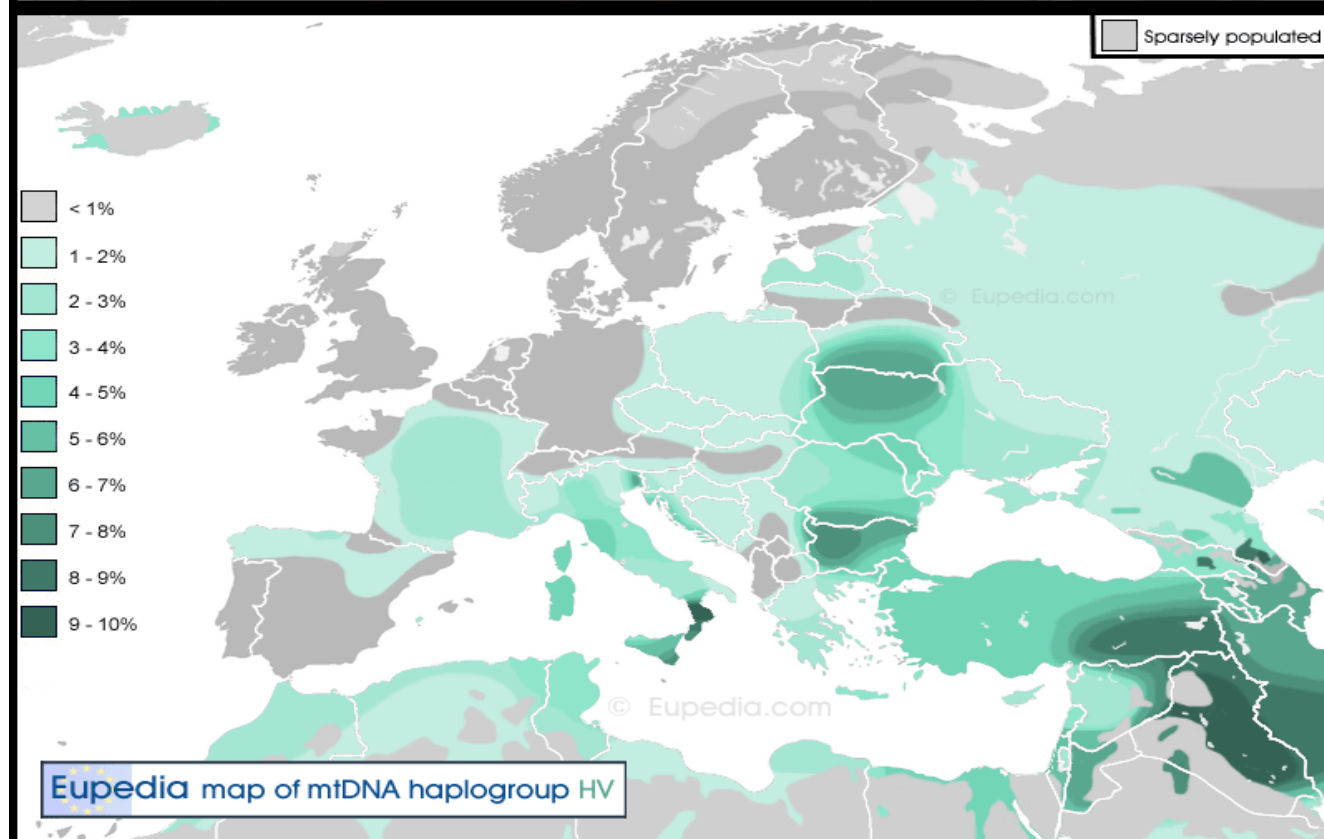 Sparsely populated
< 1%
1 - 2%
2 - 3%
3 - 4%
4 - 5%
5 - 6%
6 - 7%
7 - 8%
8 - 9%
9 - 10%
© Eupedia.com
© Eupedia.com
Eupedia map of mtDNA haplogroup HV